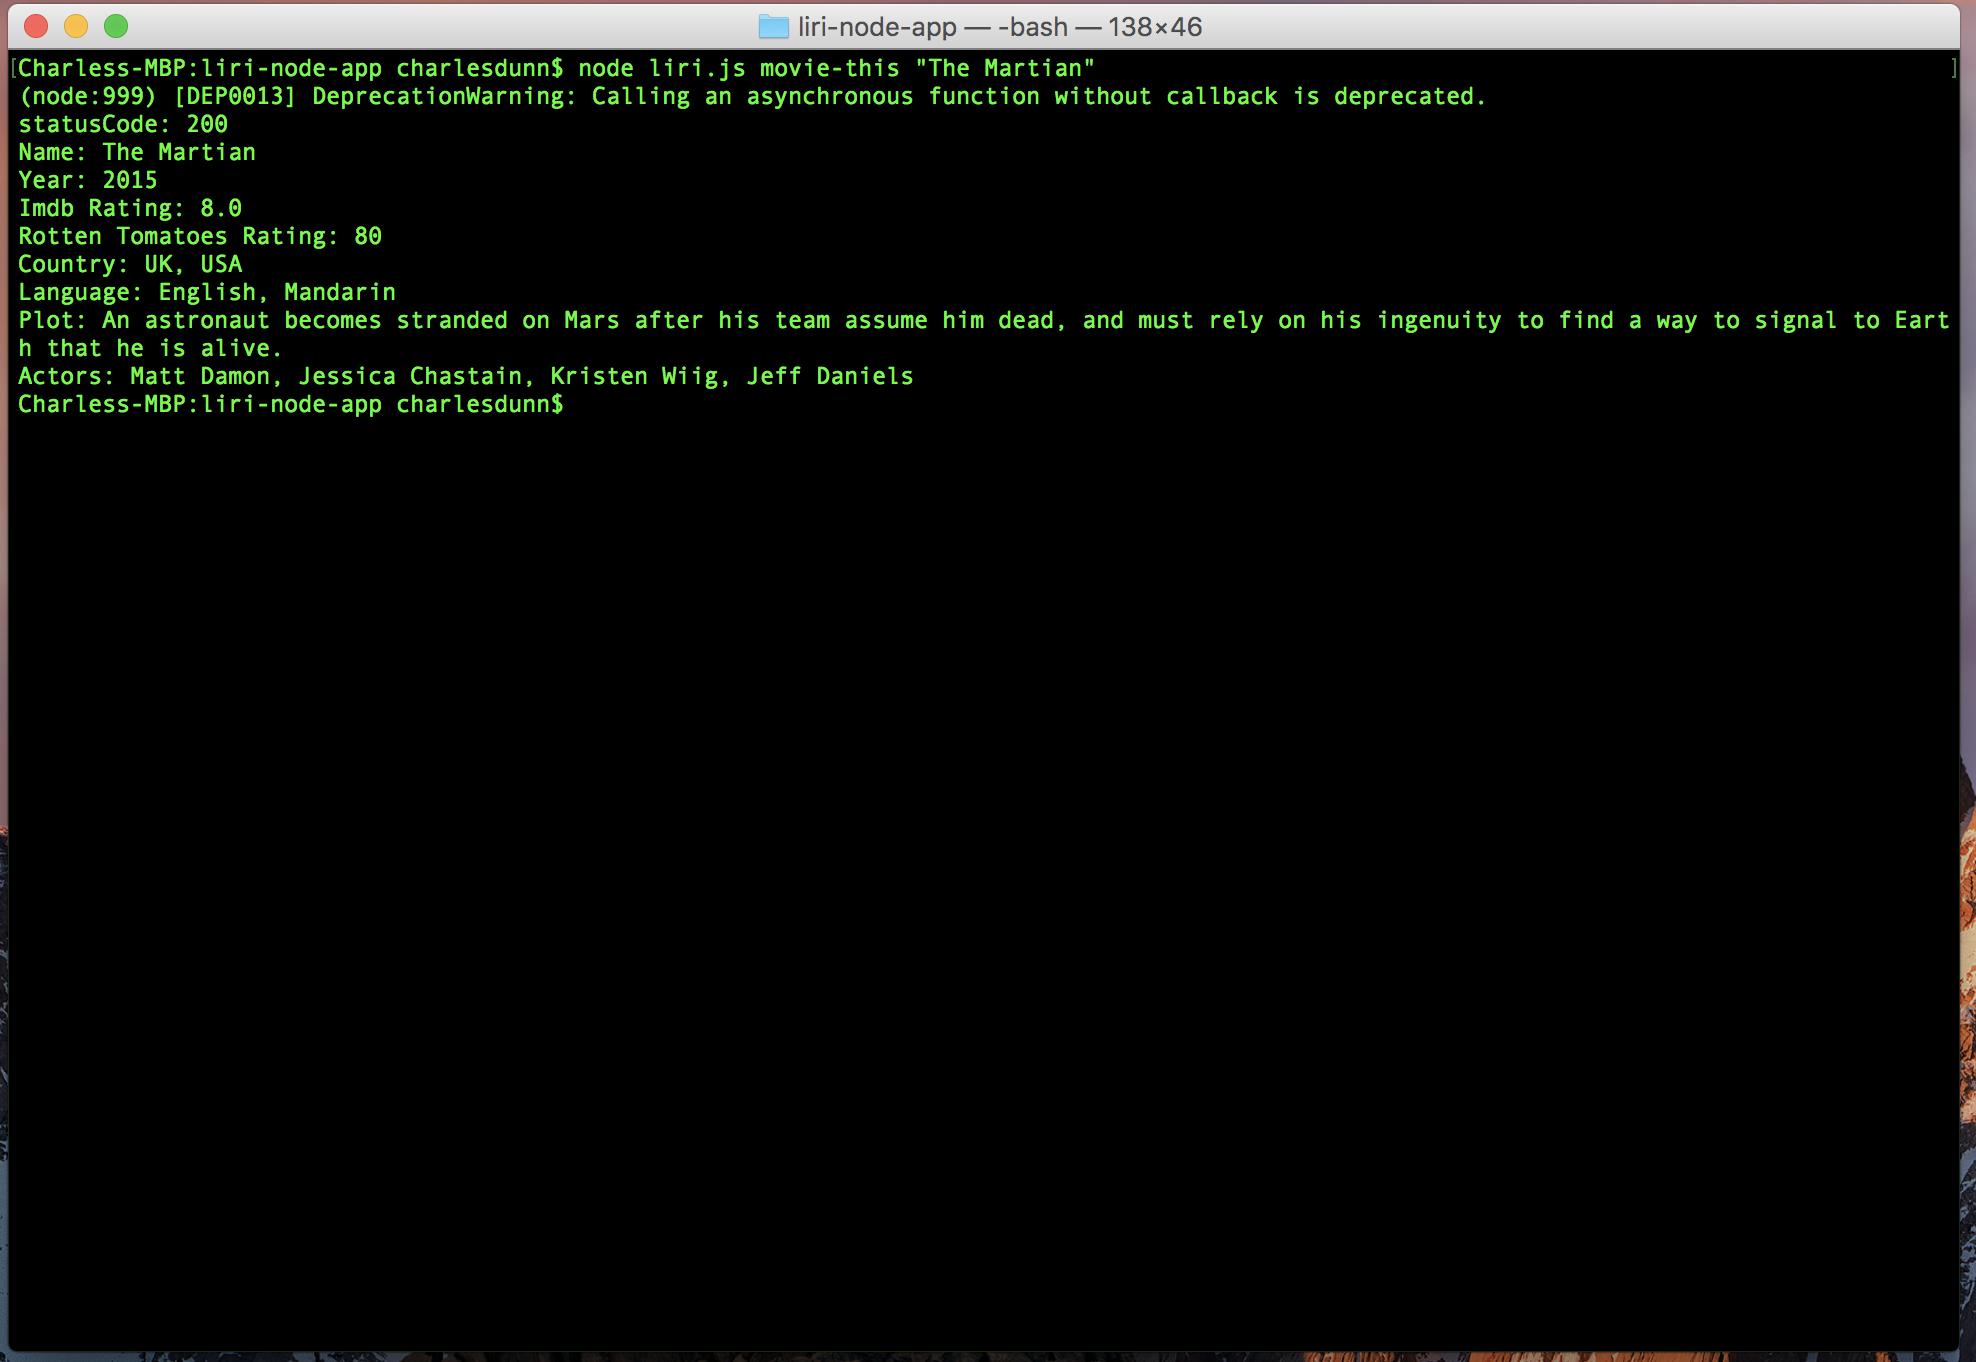 liri-node-app — -bash — 138×46
[Charless-MBP:liri-node-app charlesdunn$ node liri.js movie-this "The Martian" ]
(node:999) [DEP0013] DeprecationWarning: Calling an asynchronous function without callback is deprecated.
statusCode: 200
Name: The Martian
Year: 2015
Imdb Rating: 8.0
Rotten Tomatoes Rating: 80
Country: UK, USA
Language: English, Mandarin
Plot: An astronaut becomes stranded on Mars after his team assume him dead, and must rely on his ingenuity to find a way to signal to Eart
h that he is alive.
Actors: Matt Damon, Jessica Chastain, Kristen Wiig, Jeff Daniels
Charless-MBP:liri-node-app charlesdunn$